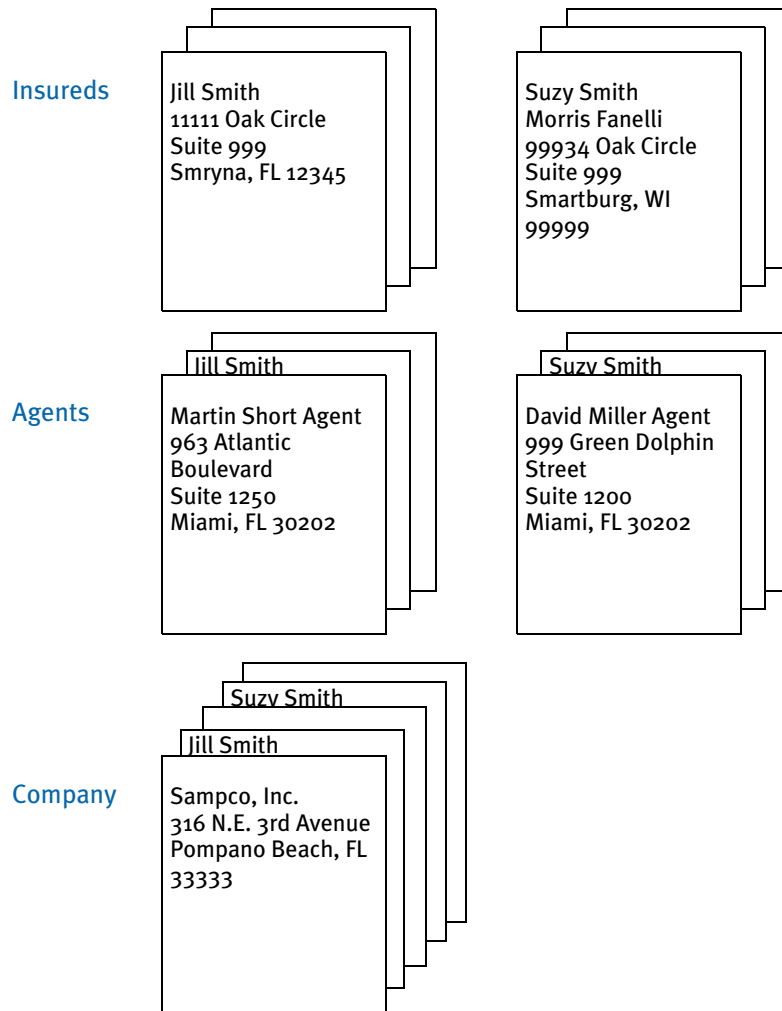 Insureds
Jill Smith
11111 Oak Circle
Suite 999
Smryna, FL 12345
Suzy Smith
Morris Fanelli
99934 Oak Circle
Suite 999
Smartburg, WI
99999
Agents
Jill Smith
Martin Short Agent
963 Atlantic
Boulevard
Suite 1250
Miami, FL 30202
Suzy Smith
David Miller Agent
999 Green Dolphin
Street
Suite 1200
Miami, FL 30202
Company
Suzy Smith
Jill Smith
Sampco, Inc.
316 N.E. 3rd Avenue
Pompano Beach, FL
33333